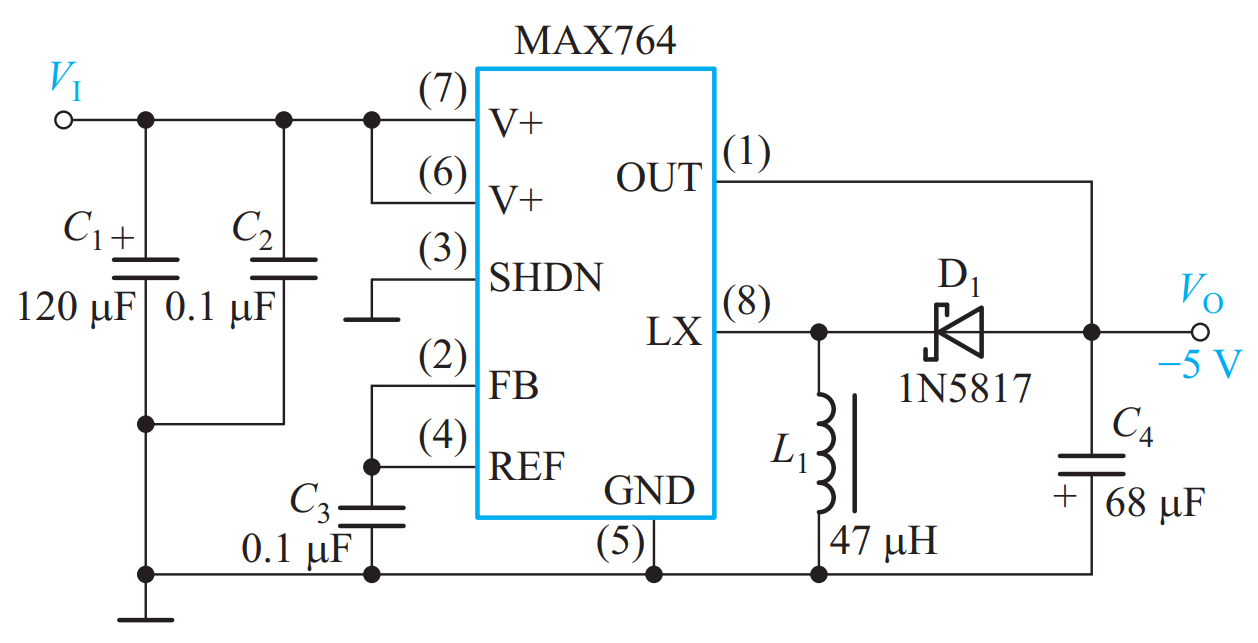 MAX764
V_I
(7)
V+
(6)
V+
(3)
SHDN
(2)
FB
(4)
REF
OUT
(1)
LX
(8)
GND
(5)
C_1
+
120 μF
C_2
0.1 μF
C_3
0.1 μF
D_1
1N5817
L_1
47 μH
V_O
−5 V
C_4
+
68 μF